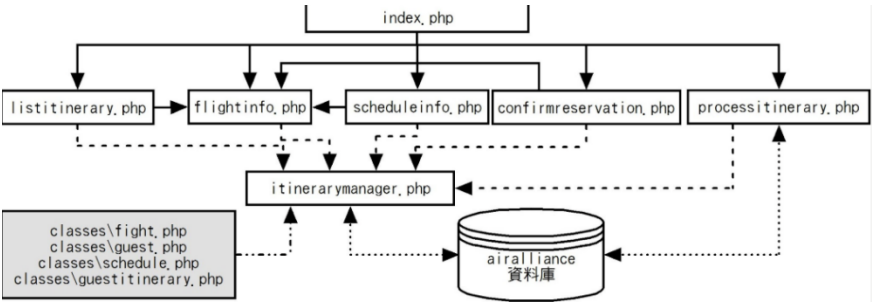 index.php
listitinerary.php
flightinfo.php
scheduleinfo.php
confirmreservation.php
processitinerary.php
itinerarymanager.php
classes\fight.php
classes\guest.php
classes\schedule.php
classes\guestitinerary.php
airalliance
資料庫